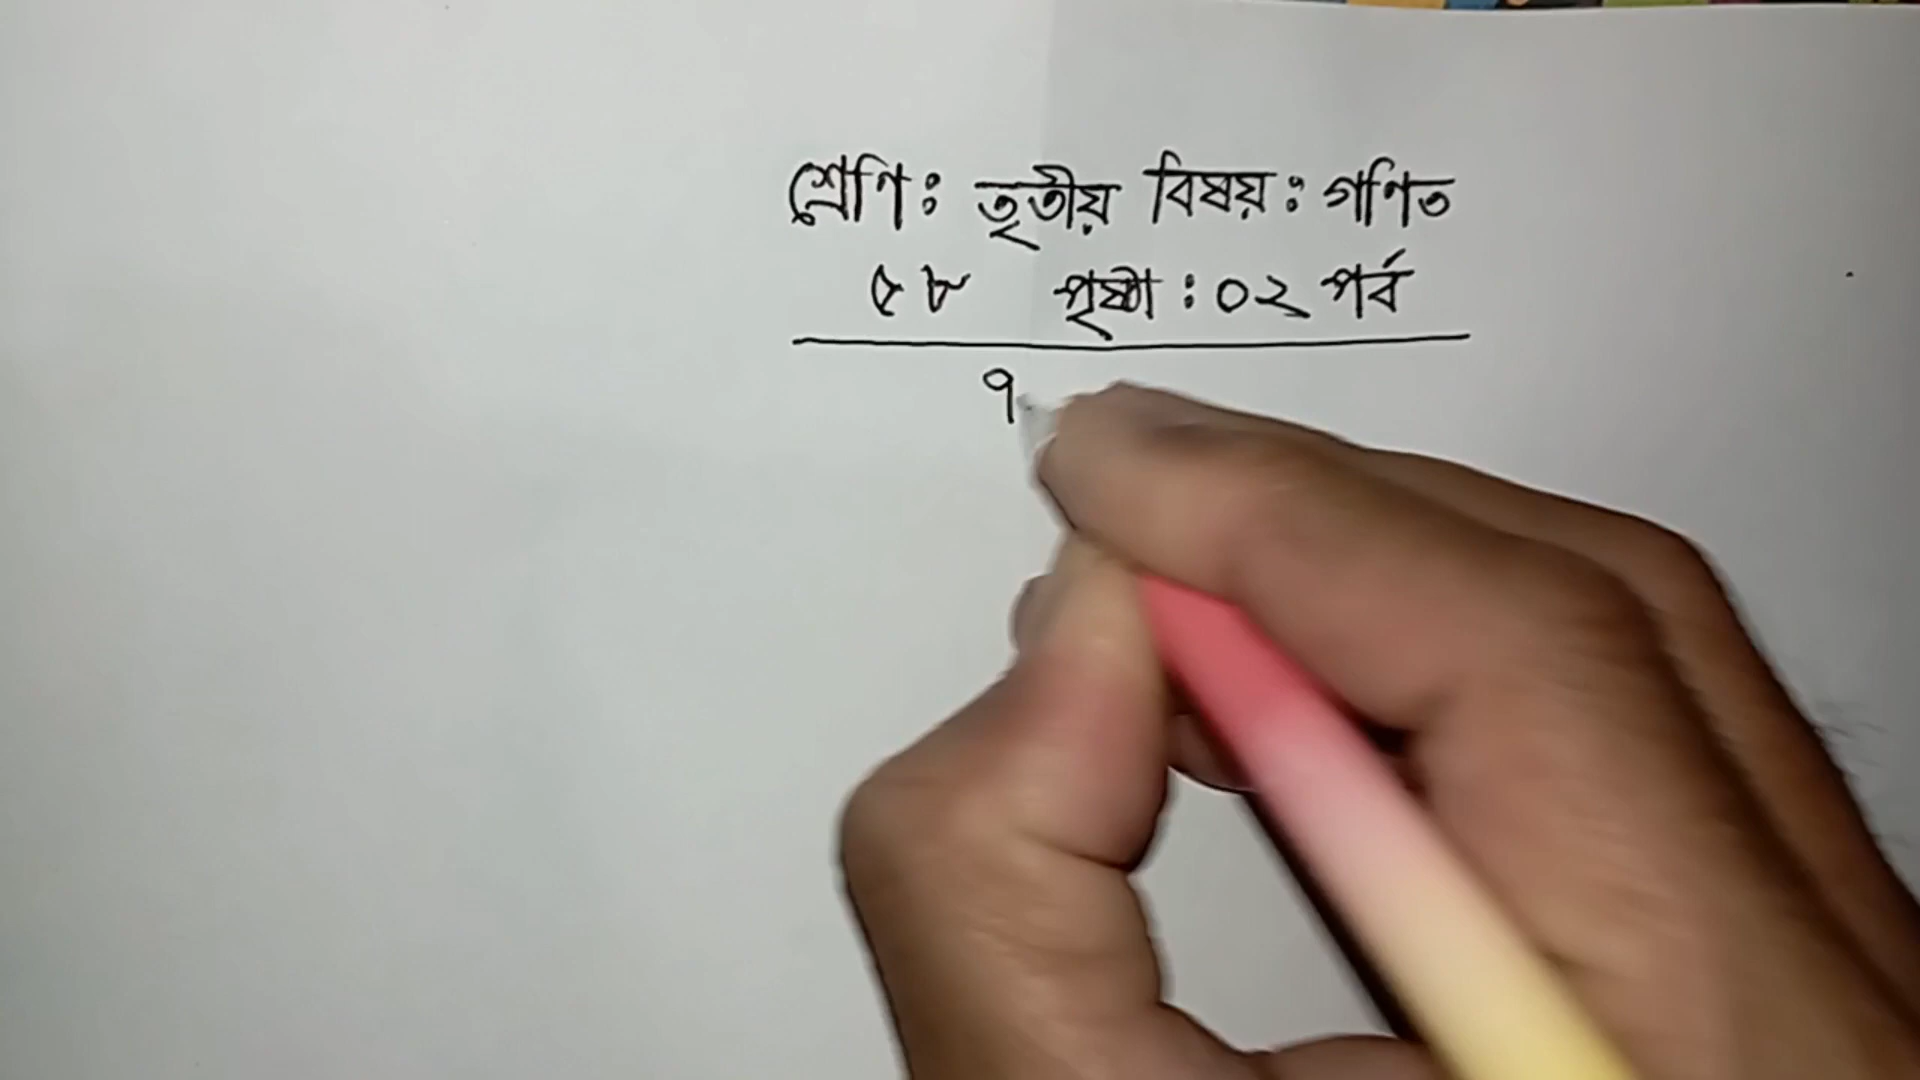 শ্রেণি : তৃতীয় বিষয় : গণিত
৫৮ পৃষ্ঠা : ০২ পর্ব
৭